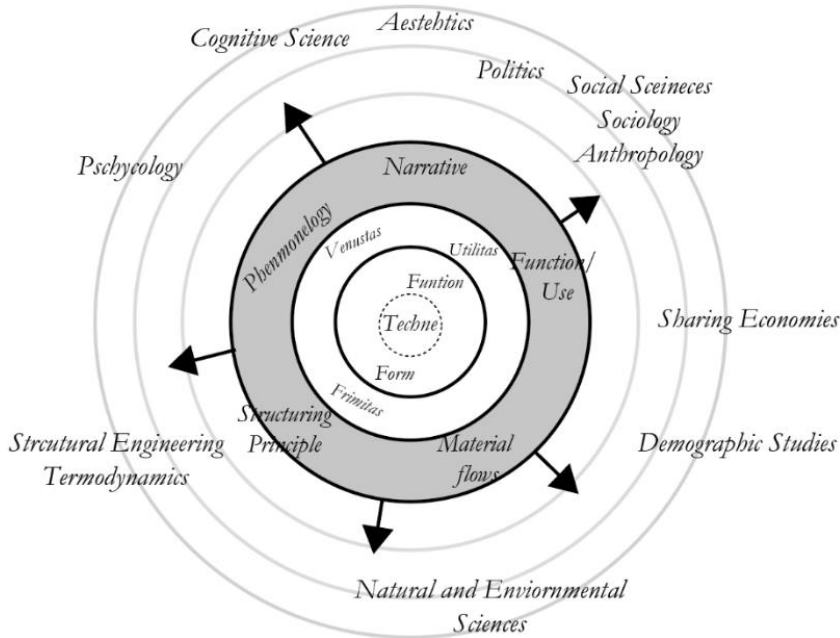 Aestehtics
Cognitive Science
Politics
Social Sceineces
Sociology
Anthropology
Pschycology
Narrative
Phenmonelogy
Venustas
Utilitas
Function/
Use
Funtion
Techne
Form
Frimitas
Sharing Economies
Structuring
Principle
Material
flows
Strcutural Engineering
Termodynamics
Demographic Studies
Natural and Enviornmental
Sciences